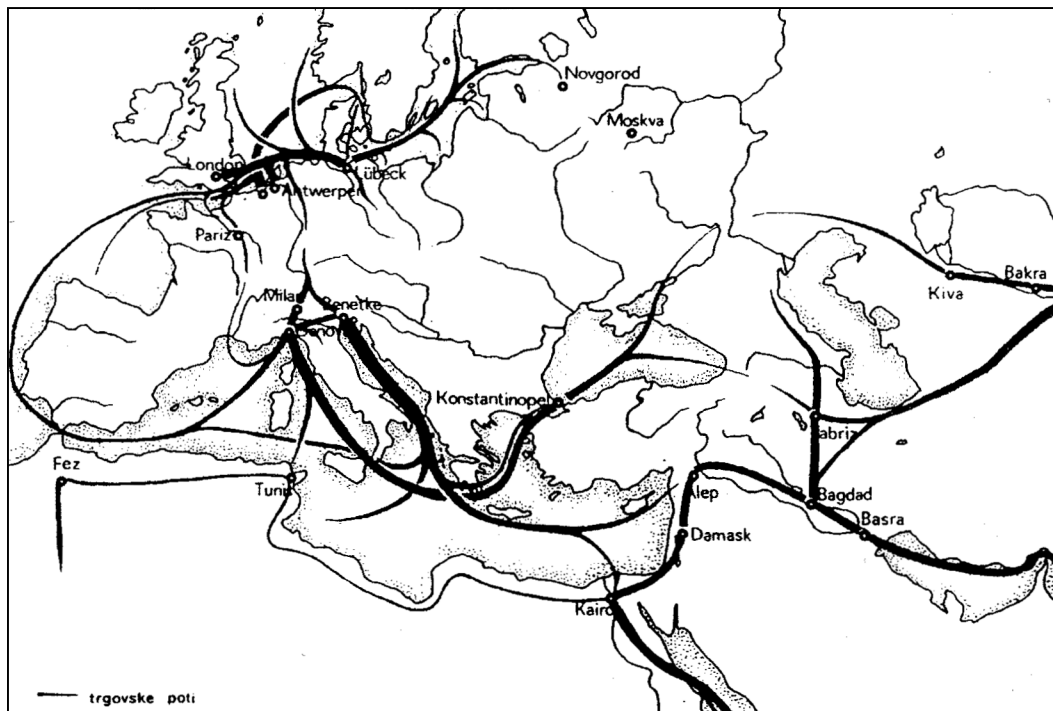 Novgorod
Moskva
London
Lübeck
Antwerpen
Pariz
Milan
Benetke
Kiva
Bakra
Konstantinopel
Fez
Tunis
Alep
Bagdad
Basra
Damask
Kairo
trgovske poti